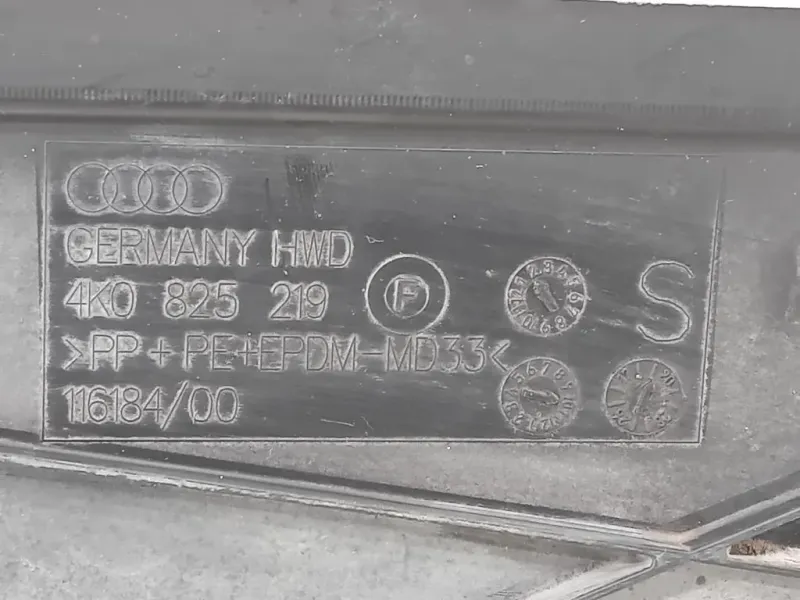 GERMANY HWD
4K0 825 219 F
>PP+PE+EPDM-MD33<
116184/00
S